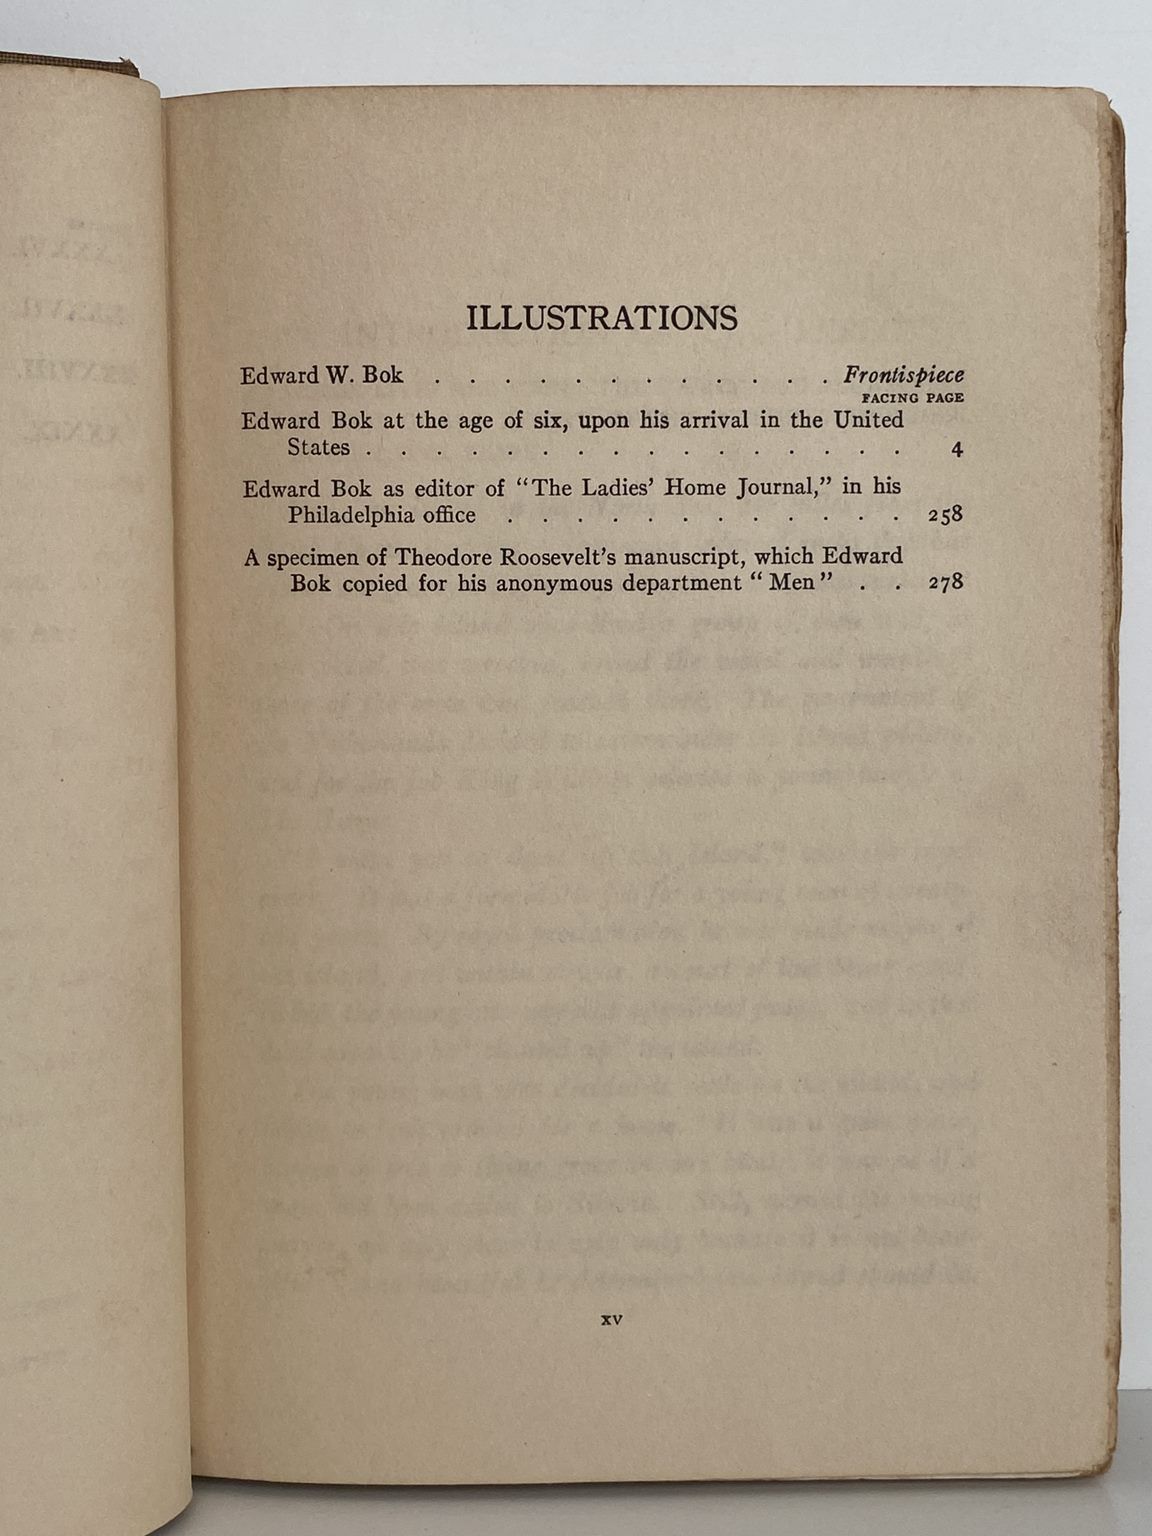 ILLUSTRATIONS
Edward W. Bok . . . . . . . . . . . . Frontispiece
FACING PAGE
Edward Bok at the age of six, upon his arrival in the United
States . . . . . . . . . . . . . . . . 4
Edward Bok as editor of “The Ladies’ Home Journal,” in his
Philadelphia office . . . . . . . . . . . . 258
A specimen of Theodore Roosevelt’s manuscript, which Edward
Bok copied for his anonymous department “Men” . . 278
xv